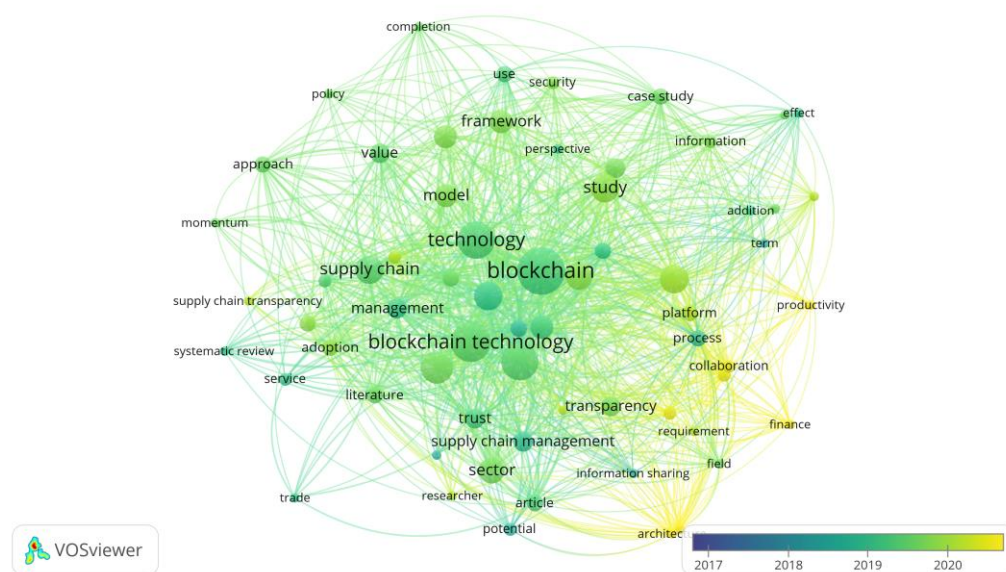 completion
use
security
policy
case study
effect
framework
information
perspective
value
approach
study
model
addition
momentum
technology
term
supply chain
blockchain
supply chain transparency
productivity
management
platform
process
blockchain technology
adoption
systematic review
collaboration
service
literature
transparency
trust
finance
requirement
supply chain management
sector
field
information sharing
researcher
trade
article
potential
architec
VOSviewer
2017 2018 2019 2020